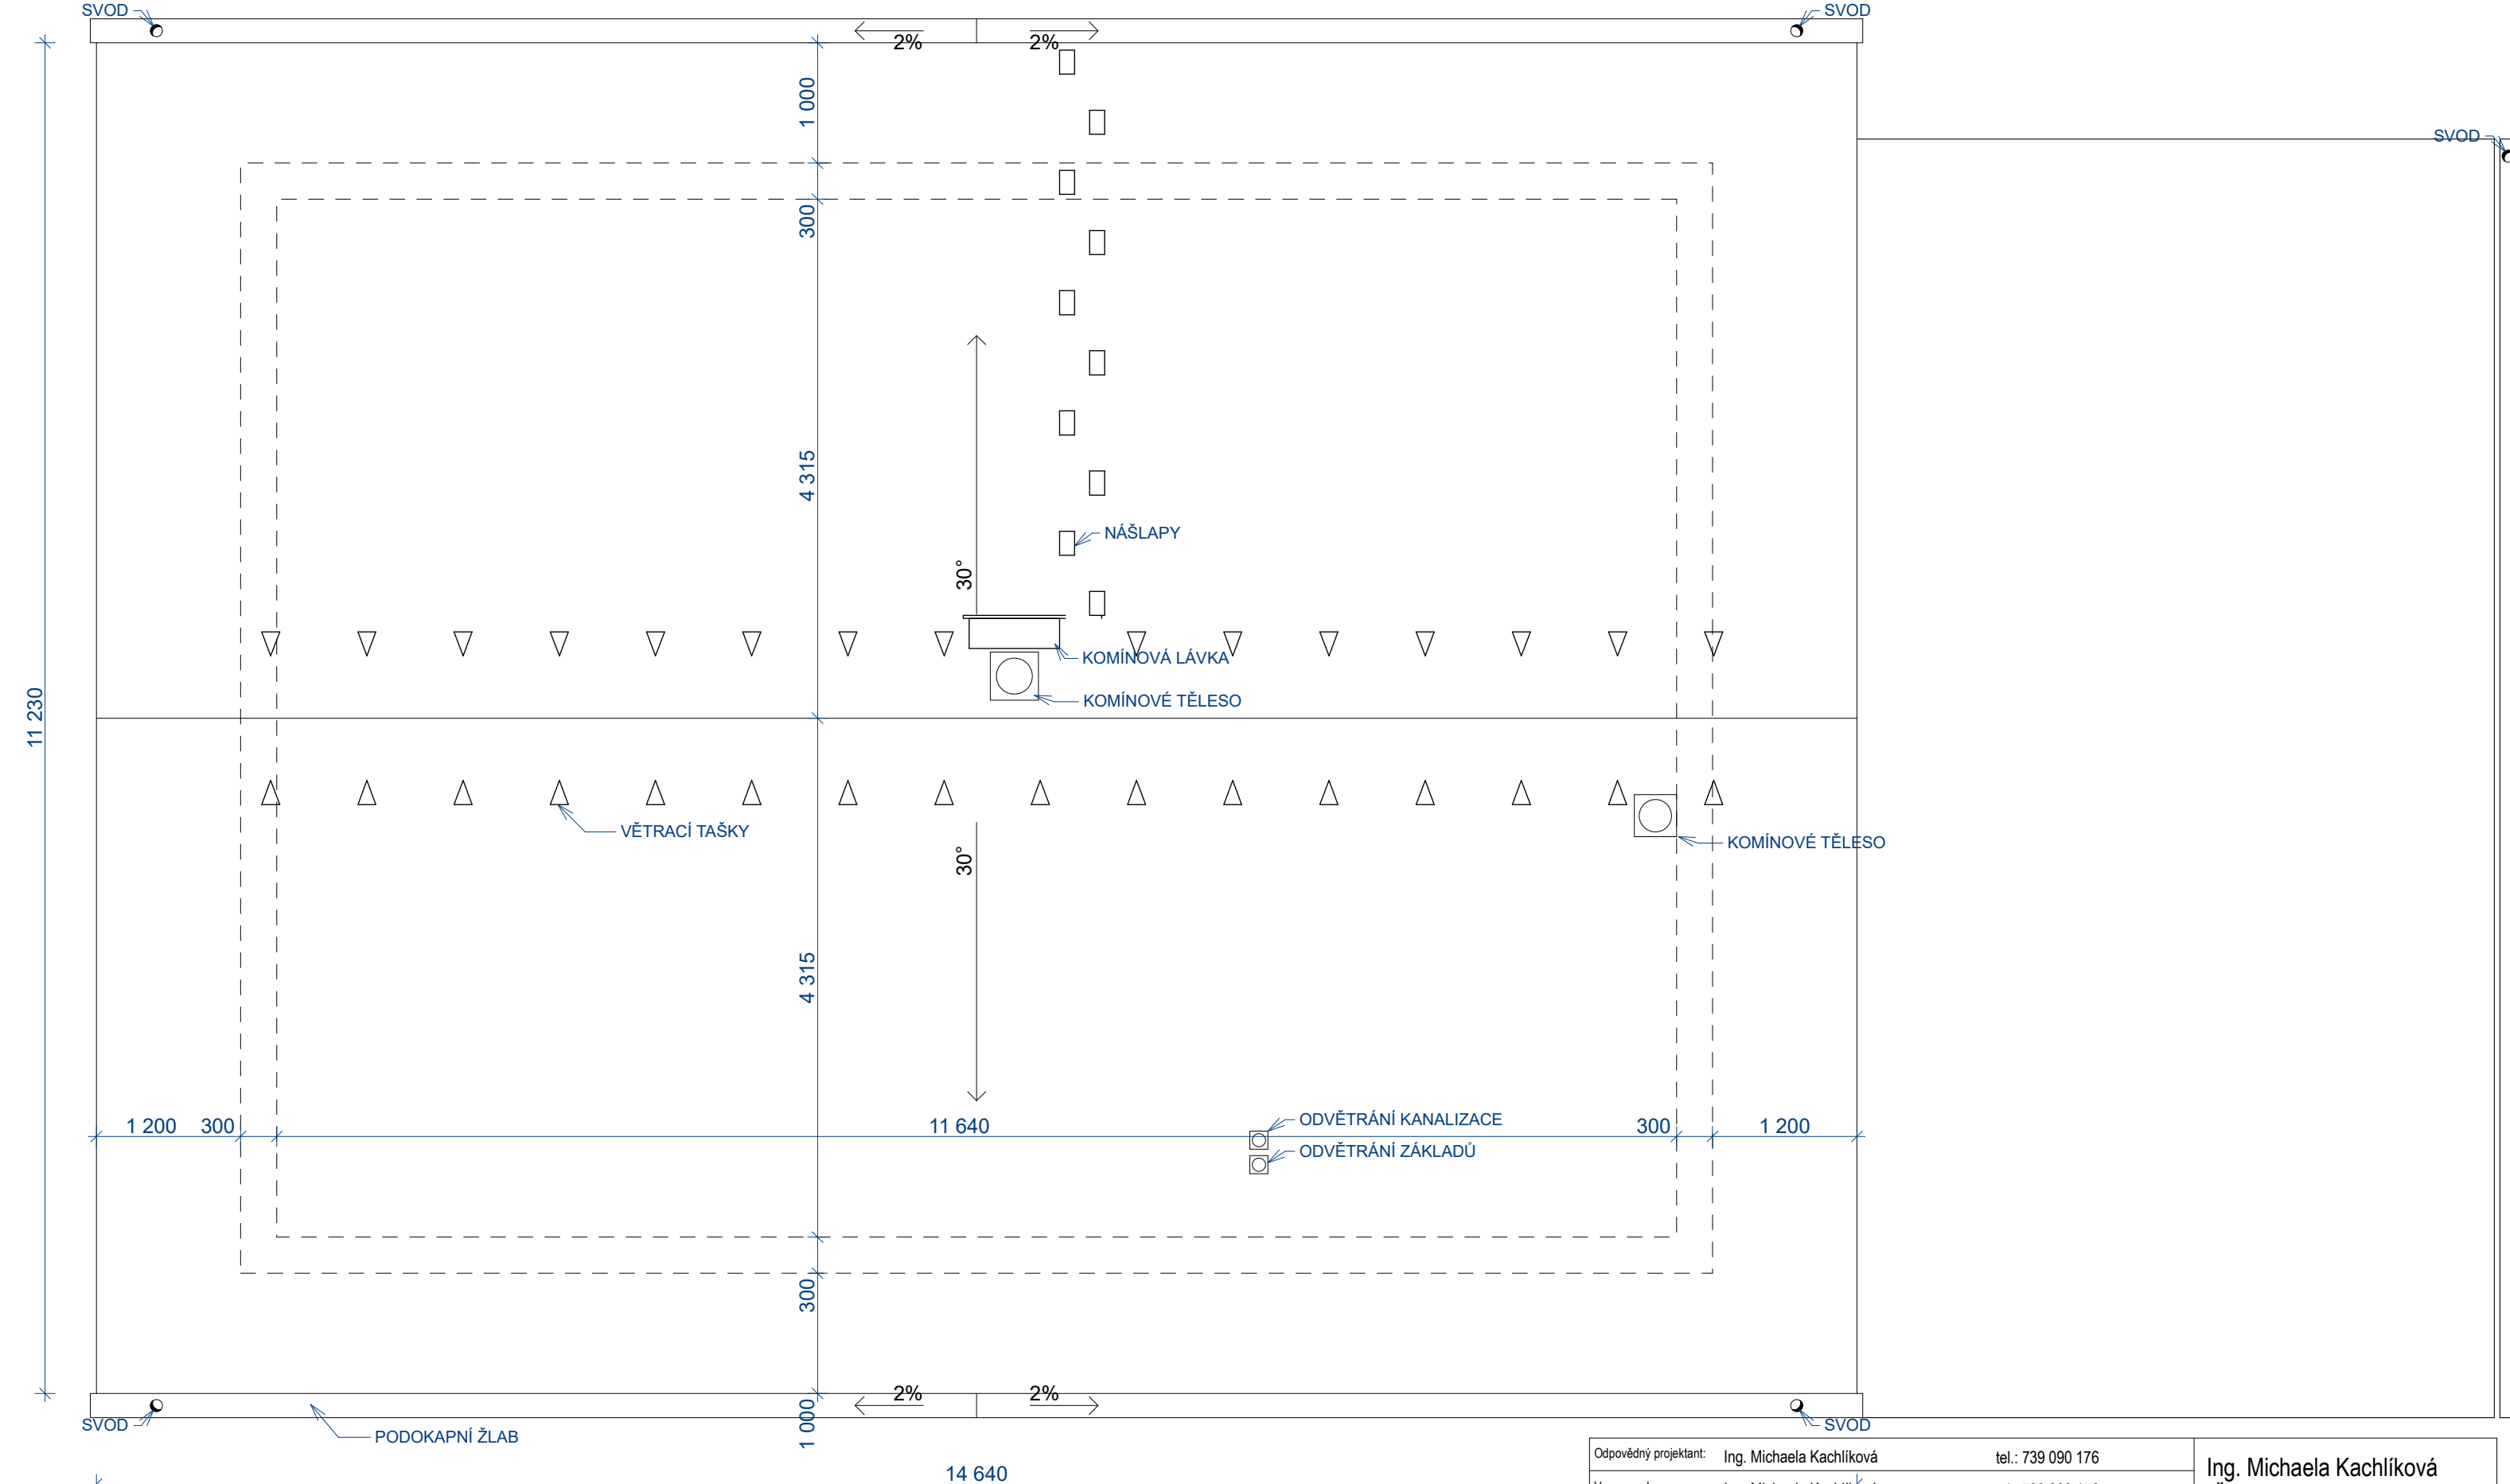 SVOD
SVOD
2%
2%
1 000
SVOD
300
4 315
NÁŠLAPY
30°
KOMÍNOVÁ LÁVKA
KOMÍNOVÉ TĚLESO
11 230
VĚTRACÍ TAŠKY
KOMÍNOVÉ TĚLESO
30°
4 315
1 200
300
11 640
ODVĚTRÁNÍ KANALIZACE
300
1 200
ODVĚTRÁNÍ ZÁKLADŮ
300
2%
2%
SVOD
PODOKAPNÍ ŽLAB
1 000
SVOD
14 640
Odpovědný projektant: Ing. Michaela Kachlíková tel.: 739 090 176
Ing. Michaela Kachlíková